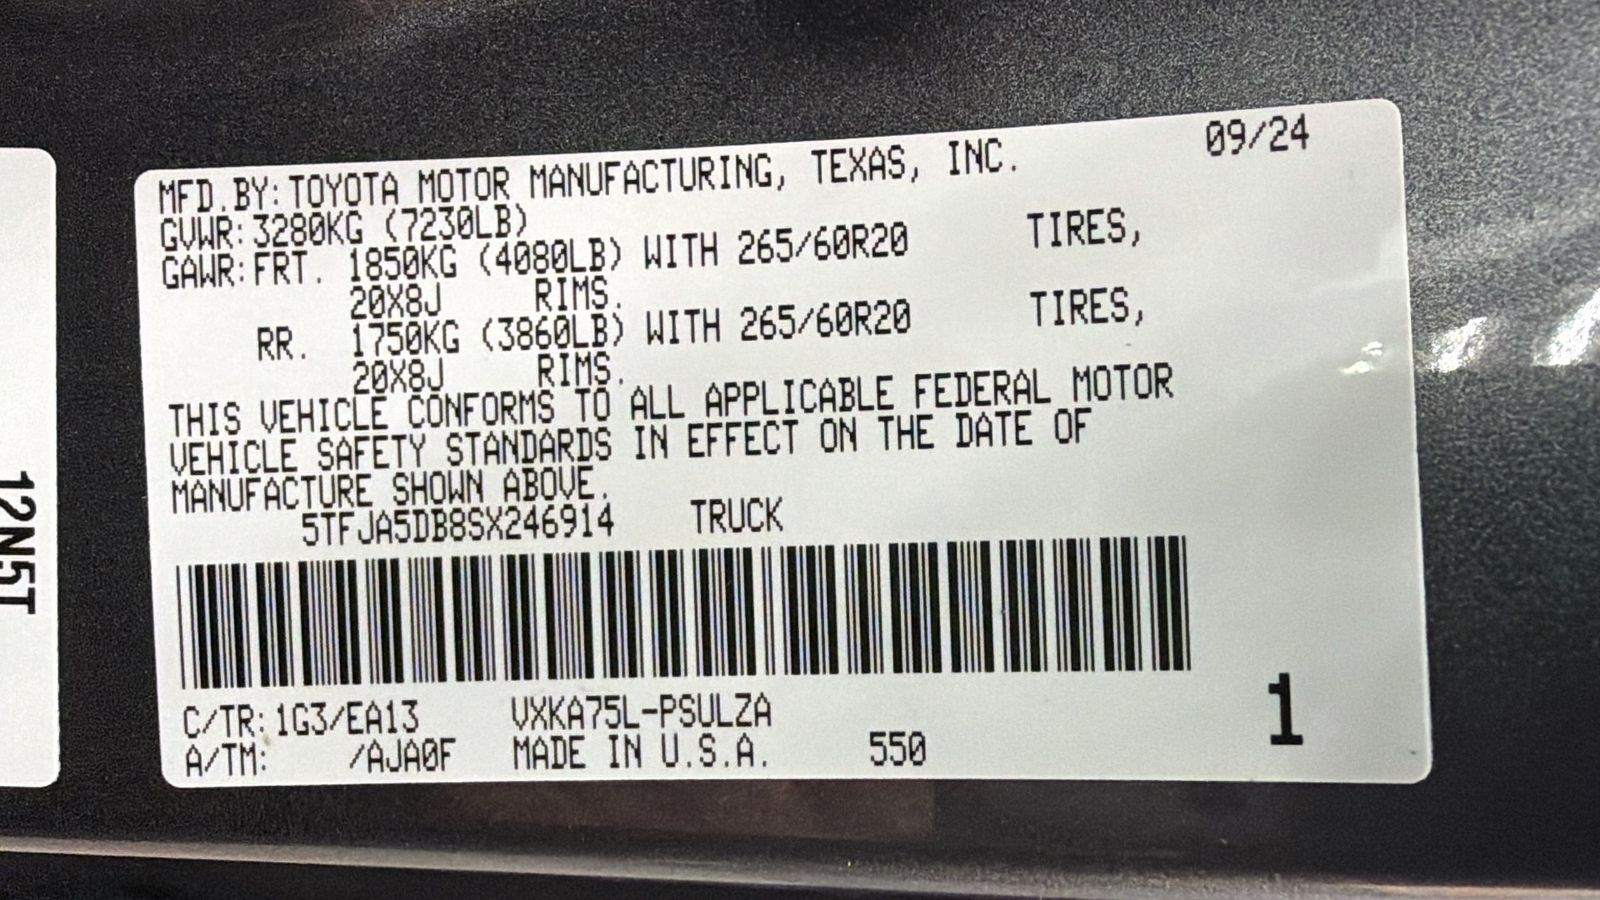 MFD.BY:TOYOTA MOTOR MANUFACTURING, TEXAS, INC. 09/24
GVWR:3280KG (7230LB)
GAWR:FRT. 1850KG (4080LB) WITH 265/60R20 TIRES,
20X8J RIMS.
RR. 1750KG (3860LB) WITH 265/60R20 TIRES,
20X8J RIMS.
THIS VEHICLE CONFORMS TO ALL APPLICABLE FEDERAL MOTOR
VEHICLE SAFETY STANDARDS IN EFFECT ON THE DATE OF
MANUFACTURE SHOWN ABOVE.
5TFJA5DB8SX246914 TRUCK
C/TR:1G3/EA13 VXKA75L-PSULZA
A/TM: /AJA0F MADE IN U.S.A. 550
1
12N5T